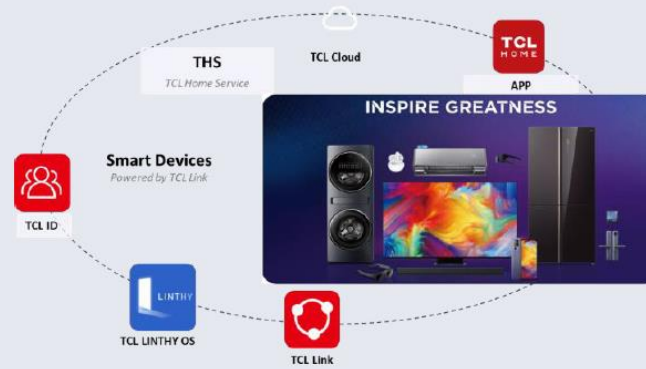 TCL Cloud
THS
TCL Home Service
TCL
HOME
APP
INSPIRE GREATNESS
Smart Devices
Powered by TCL Link
TCL ID
LINTHY
TCL LINTHY OS
TCL Link